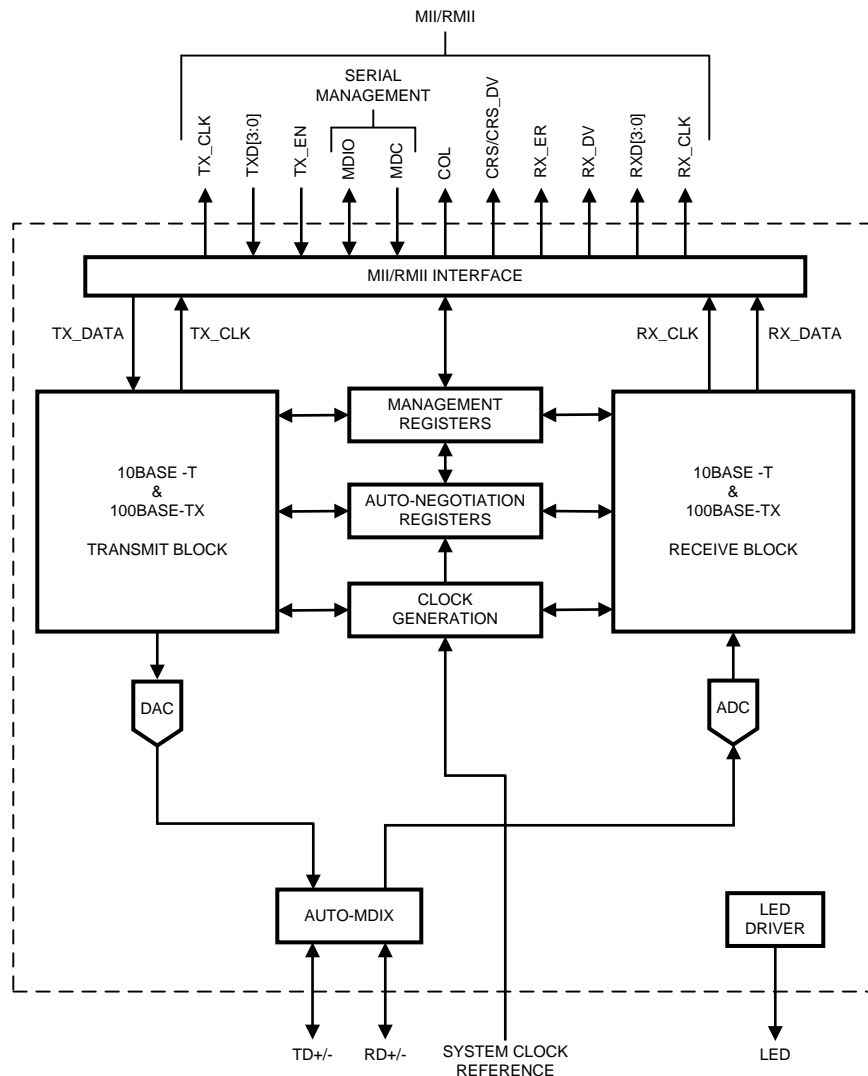 MII/RMII
SERIAL
MANAGEMENT
TX_CLK
TXD[3:0]
TX_EN
MDIO
MDC
COL
CRS/CRS_DV
RX_ER
RX_DV
RXD[3:0]
RX_CLK
MII/RMII INTERFACE
TX_DATA
TX_CLK
RX_CLK
RX_DATA
MANAGEMENT
REGISTERS
10BASE -T
&
100BASE-TX
TRANSMIT BLOCK
AUTO-NEGOTIATION
REGISTERS
10BASE -T
&
100BASE-TX
RECEIVE BLOCK
CLOCK
GENERATION
DAC
ADC
AUTO-MDIX
LED
DRIVER
TD+/-
RD+/-
SYSTEM CLOCK
REFERENCE
LED